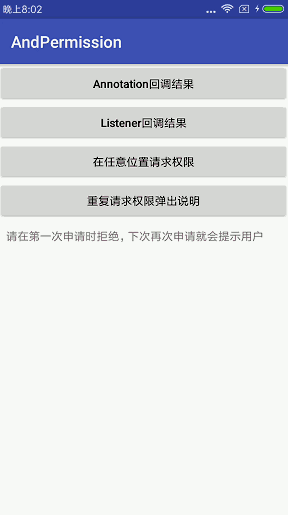 晚上8:02
AndPermission
Annotation回调结果
Listener回调结果
在任意位置请求权限
重复请求权限弹出说明
请在第一次申请时拒绝，下次再次申请就会提示用户